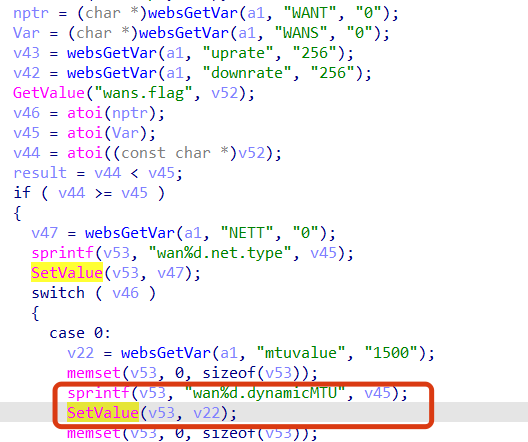 nptr = (char *)websGetVar(a1, "WANT", "0");
Var = (char *)websGetVar(a1, "WANS", "0");
v43 = websGetVar(a1, "uprate", "256");
v42 = websGetVar(a1, "downrate", "256");
GetValue("wans.flag", v52);
v46 = atoi(nptr);
v45 = atoi(Var);
v44 = atoi((const char *)v52);
result = v44 < v45;
if ( v44 >= v45 )
{
v47 = websGetVar(a1, "NETT", "0");
sprintf(v53, "wan%d.net.type", v45);
SetValue(v53, v47);
switch ( v46 )
{
case 0:
v22 = websGetVar(a1, "mtuvalue", "1500");
memset(v53, 0, sizeof(v53));
sprintf(v53, "wan%d.dynamicMTU", v45);
SetValue(v53, v22);
memset(v53, 0, sizeof(v53));